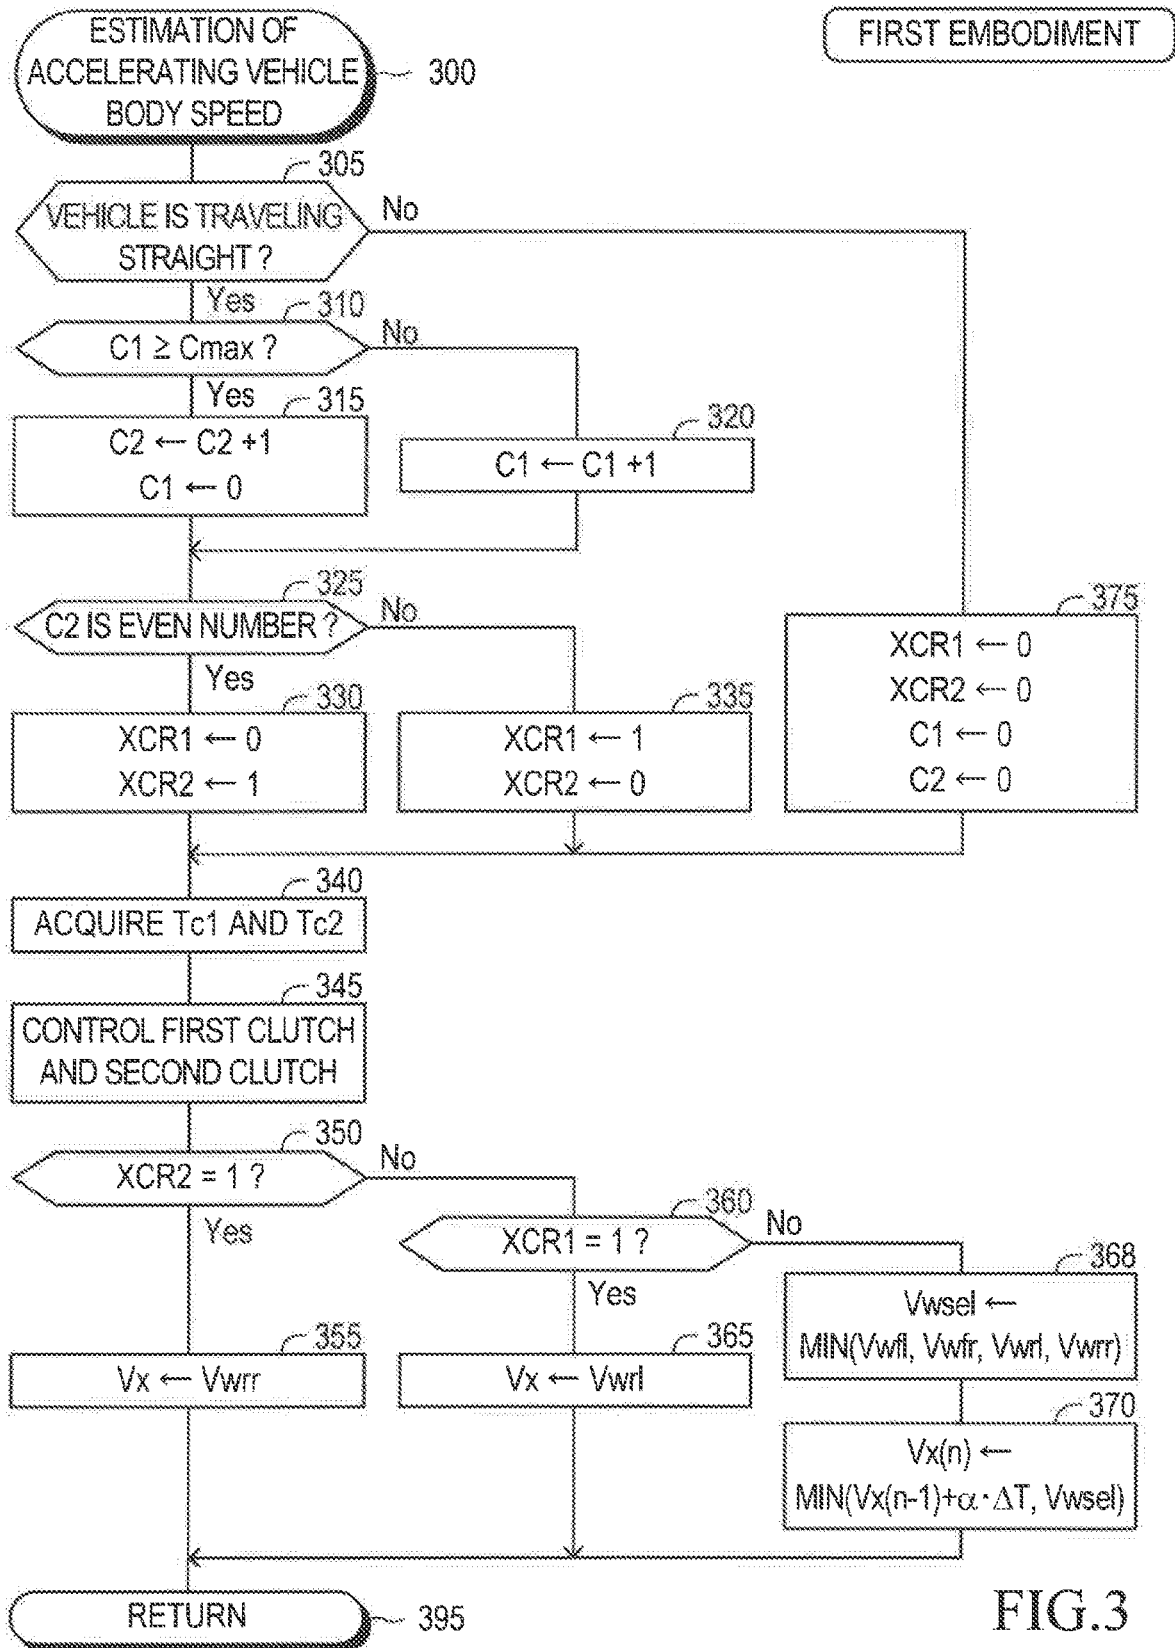 ESTIMATION OF
ACCELERATING VEHICLE
BODY SPEED
300
FIRST EMBODIMENT
305
VEHICLE IS TRAVELING
STRAIGHT ?
No
Yes
310
C1 ≥ Cmax ?
No
Yes
315
C2 ← C2 +1
C1 ← 0
320
C1 ← C1 +1
325
C2 IS EVEN NUMBER ?
No
Yes
330
XCR1 ← 0
XCR2 ← 1
335
XCR1 ← 1
XCR2 ← 0
375
XCR1 ← 0
XCR2 ← 0
C1 ← 0
C2 ← 0
340
ACQUIRE Tc1 AND Tc2
345
CONTROL FIRST CLUTCH
AND SECOND CLUTCH
350
XCR2 = 1 ?
No
Yes
360
XCR1 = 1 ?
No
Yes
368
Vwsel ←
MIN(Vwfl, Vwfr, Vwrl, Vwrr)
355
Vx ← Vwrr
365
Vx ← Vwrl
370
Vx(n) ←
MIN(Vx(n-1)+α·ΔT, Vwsel)
RETURN
395
FIG.3